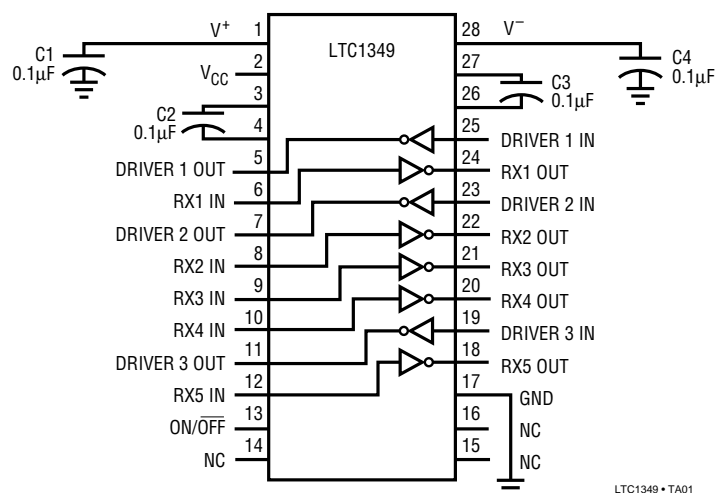 LTC1349
V+ 1
C1
0.1µF
2
VCC
3
C2
0.1µF
4
DRIVER 1 OUT 5
RX1 IN 6
DRIVER 2 OUT 7
RX2 IN 8
RX3 IN 9
RX4 IN 10
DRIVER 3 OUT 11
RX5 IN 12
ON/OFF 13
NC 14
28 V−
C4
0.1µF
27
C3
0.1µF
26
25 DRIVER 1 IN
24 RX1 OUT
23 DRIVER 2 IN
22 RX2 OUT
21 RX3 OUT
20 RX4 OUT
19 DRIVER 3 IN
18 RX5 OUT
17 GND
16 NC
15 NC
LTC1349 • TA01